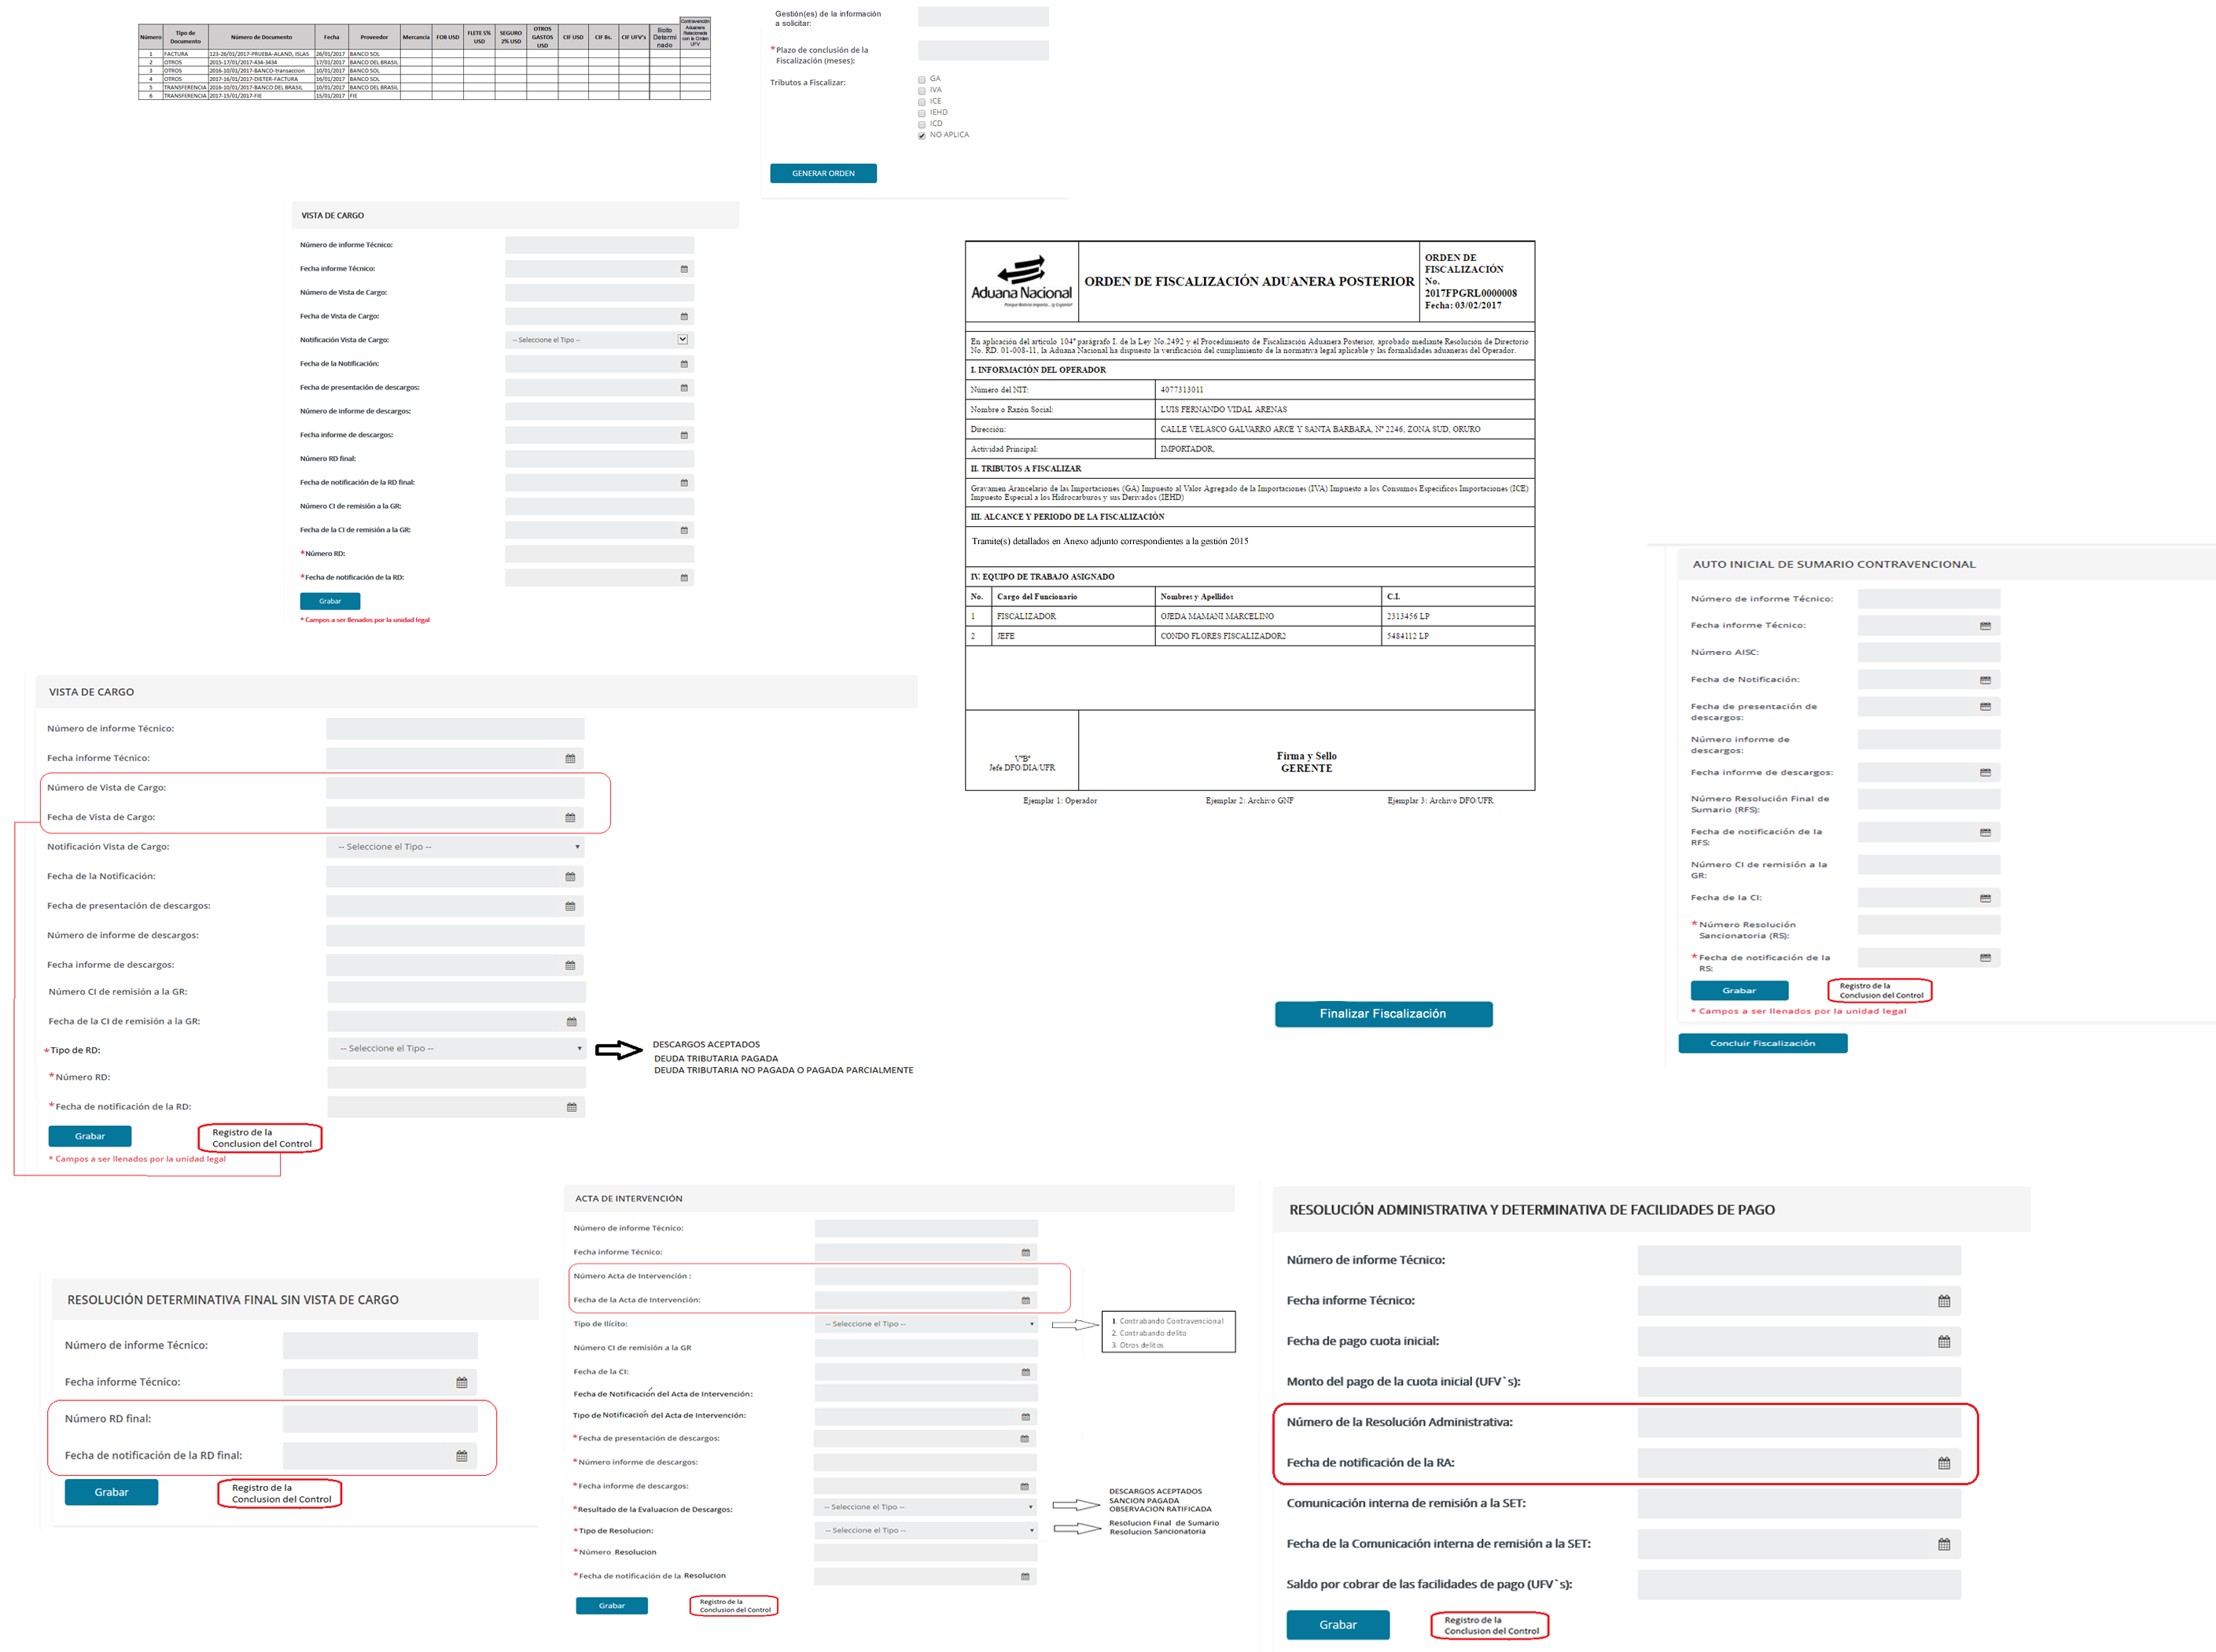 Número Tipo de Documento Número de Documento Fecha Proveedor Mercancia FOB USD FLETE 5% USD SEGURO 2% USD OTROS GASTOS USD CIF USD CIF Bs. CIF UFV's Ilícito Determinado Contravención Aduanera Relacionada con la Orden UFV
1 FACTURA 123-26/01/2017-PRUEBA-ALAND, ISLAS 26/01/2017 BANCO SOL
2 OTROS 2015-17/01/2017-434-3434 17/01/2017 BANCO DEL BRASIL
3 OTROS 2016-10/01/2017-BANCO-transaccion 10/01/2017 BANCO SOL
4 OTROS 2017-16/01/2017-DIETER-FACTURA 16/01/2017 BANCO SOL
5 TRANSFERENCIA 2016-10/01/2017-BANCO DEL BRASIL 10/01/2017 BANCO DEL BRASIL
6 TRANSFERENCIA 2017-15/01/2017-FIE 15/01/2017 FIE
Gestión(es) de la información
a solicitar:
*Plazo de conclusión de la
Fiscalización (meses):
Tributos a Fiscalizar:
GA
IVA
ICE
IEHD
ICD
NO APLICA
GENERAR ORDEN
VISTA DE CARGO
Número de informe Técnico:
Fecha informe Técnico:
Número de Vista de Cargo:
Fecha de Vista de Cargo:
Notificación Vista de Cargo: -- Seleccione el Tipo --
Fecha de la Notificación:
Fecha de presentación de descargos:
Número de informe de descargos:
Fecha informe de descargos:
Número RD final:
Fecha de notificación de la RD final:
Número CI de remisión a la GR:
Fecha de la CI de remisión a la GR:
*Número RD:
*Fecha de notificación de la RD:
Grabar
* Campos a ser llenados por la unidad legal
Aduana Nacional
ORDEN DE FISCALIZACIÓN ADUANERA POSTERIOR
ORDEN DE
FISCALIZACIÓN
No.
2017FPGRL0000008
Fecha: 03/02/2017
En aplicación del articulo 104° parágrafo I. de la Ley No.2492 y el Procedimiento de Fiscalización Aduanera Posterior, aprobado mediante Resolución de Directorio
No. RD. 01-008-11, la Aduana Nacional ha dispuesto la verificación del cumplimiento de la normativa legal aplicable y las formalidades aduaneras del Operador.
I. INFORMACIÓN DEL OPERADOR
Número del NIT: 4077313011
Nombre o Razón Social: LUIS FERNANDO VIDAL ARENAS
Dirección: CALLE VELASCO GALVARRO ARCE Y SANTA BARBARA, Nº 2246, ZONA SUD, ORURO
Actividad Principal: IMPORTADOR,
II. TRIBUTOS A FISCALIZAR
Gravamen Arancelario de las Importaciones (GA) Impuesto al Valor Agregado de la Importaciones (IVA) Impuesto a los Consumos Específicos Importaciones (ICE)
Impuesto Especial a los Hidrocarburos y sus Derivados (IEHD)
III. ALCANCE Y PERIODO DE LA FISCALIZACIÓN
Tramite(s) detallados en Anexo adjunto correspondientes a la gestión 2015
IV. EQUIPO DE TRABAJO ASIGNADO
No. Cargo del Funcionario Nombres y Apellidos C.I.
1 FISCALIZADOR OJEDA MAMANI MARCELINO 2313456 LP
2 JEFE CONDO FLORES FISCALIZADOR2 5484112 LP
VºBº
Jefe DFO/DIA/UFR
Firma y Sello
GERENTE
Ejemplar 1: Operador Ejemplar 2: Archivo GNF Ejemplar 3: Archivo DFO/UFR
AUTO INICIAL DE SUMARIO CONTRAVENCIONAL
Número de informe Técnico:
Fecha informe Técnico:
Número AISC:
Fecha de Notificación:
Fecha de presentación de
descargos:
Número informe de
descargos:
Fecha informe de descargos:
Número Resolución Final de
Sumario (RFS):
Fecha de notificación de la
RFS:
Número CI de remisión a la
GR:
Fecha de la CI:
*Número Resolución
Sancionatoria (RS):
*Fecha de notificación de la
RS:
Grabar
Registro de la
Conclusion del Control
* Campos a ser llenados por la unidad legal
Concluir Fiscalización
VISTA DE CARGO
Número de informe Técnico:
Fecha informe Técnico:
Número de Vista de Cargo:
Fecha de Vista de Cargo:
Notificación Vista de Cargo: -- Seleccione el Tipo --
Fecha de la Notificación:
Fecha de presentación de descargos:
Número de informe de descargos:
Fecha informe de descargos:
Número CI de remisión a la GR:
Fecha de la CI de remisión a la GR:
*Tipo de RD: -- Seleccione el Tipo --
DESCARGOS ACEPTADOS
DEUDA TRIBUTARIA PAGADA
DEUDA TRIBUTARIA NO PAGADA O PAGADA PARCIALMENTE
*Número RD:
*Fecha de notificación de la RD:
Grabar
Registro de la
Conclusion del Control
* Campos a ser llenados por la unidad legal
Finalizar Fiscalización
RESOLUCIÓN DETERMINATIVA FINAL SIN VISTA DE CARGO
Número de informe Técnico:
Fecha informe Técnico:
Número RD final:
Fecha de notificación de la RD final:
Grabar
Registro de la
Conclusion del Control
ACTA DE INTERVENCIÓN
Número de informe Técnico:
Fecha informe Técnico:
Número Acta de Intervención :
Fecha de la Acta de Intervención:
Tipo de Ilícito: -- Seleccione el Tipo --
1. Contrabando Contravencional
2. Contrabando delito
3. Otros delitos
Número CI de remisión a la GR
Fecha de la CI:
Fecha de Notificación del Acta de Intervención:
Tipo de Notificación del Acta de Intervención:
*Fecha de presentación de descargos:
*Número informe de descargos:
*Fecha informe de descargos:
*Resultado de la Evaluacion de Descargos: -- Seleccione el Tipo --
DESCARGOS ACEPTADOS
SANCION PAGADA
OBSERVACION RATIFICADA
*Tipo de Resolucion: -- Seleccione el Tipo --
Resolucion Final de Sumario
Resolucion Sancionatoria
*Número Resolucion
*Fecha de notificación de la Resolucion
Grabar
Registro de la
Conclusion del Control
RESOLUCIÓN ADMINISTRATIVA Y DETERMINATIVA DE FACILIDADES DE PAGO
Número de informe Técnico:
Fecha informe Técnico:
Fecha de pago cuota inicial:
Monto del pago de la cuota inicial (UFV`s):
Número de la Resolución Administrativa:
Fecha de notificación de la RA:
Comunicación interna de remisión a la SET:
Fecha de la Comunicación interna de remisión a la SET:
Saldo por cobrar de las facilidades de pago (UFV`s):
Grabar
Registro de la
Conclusion del Control